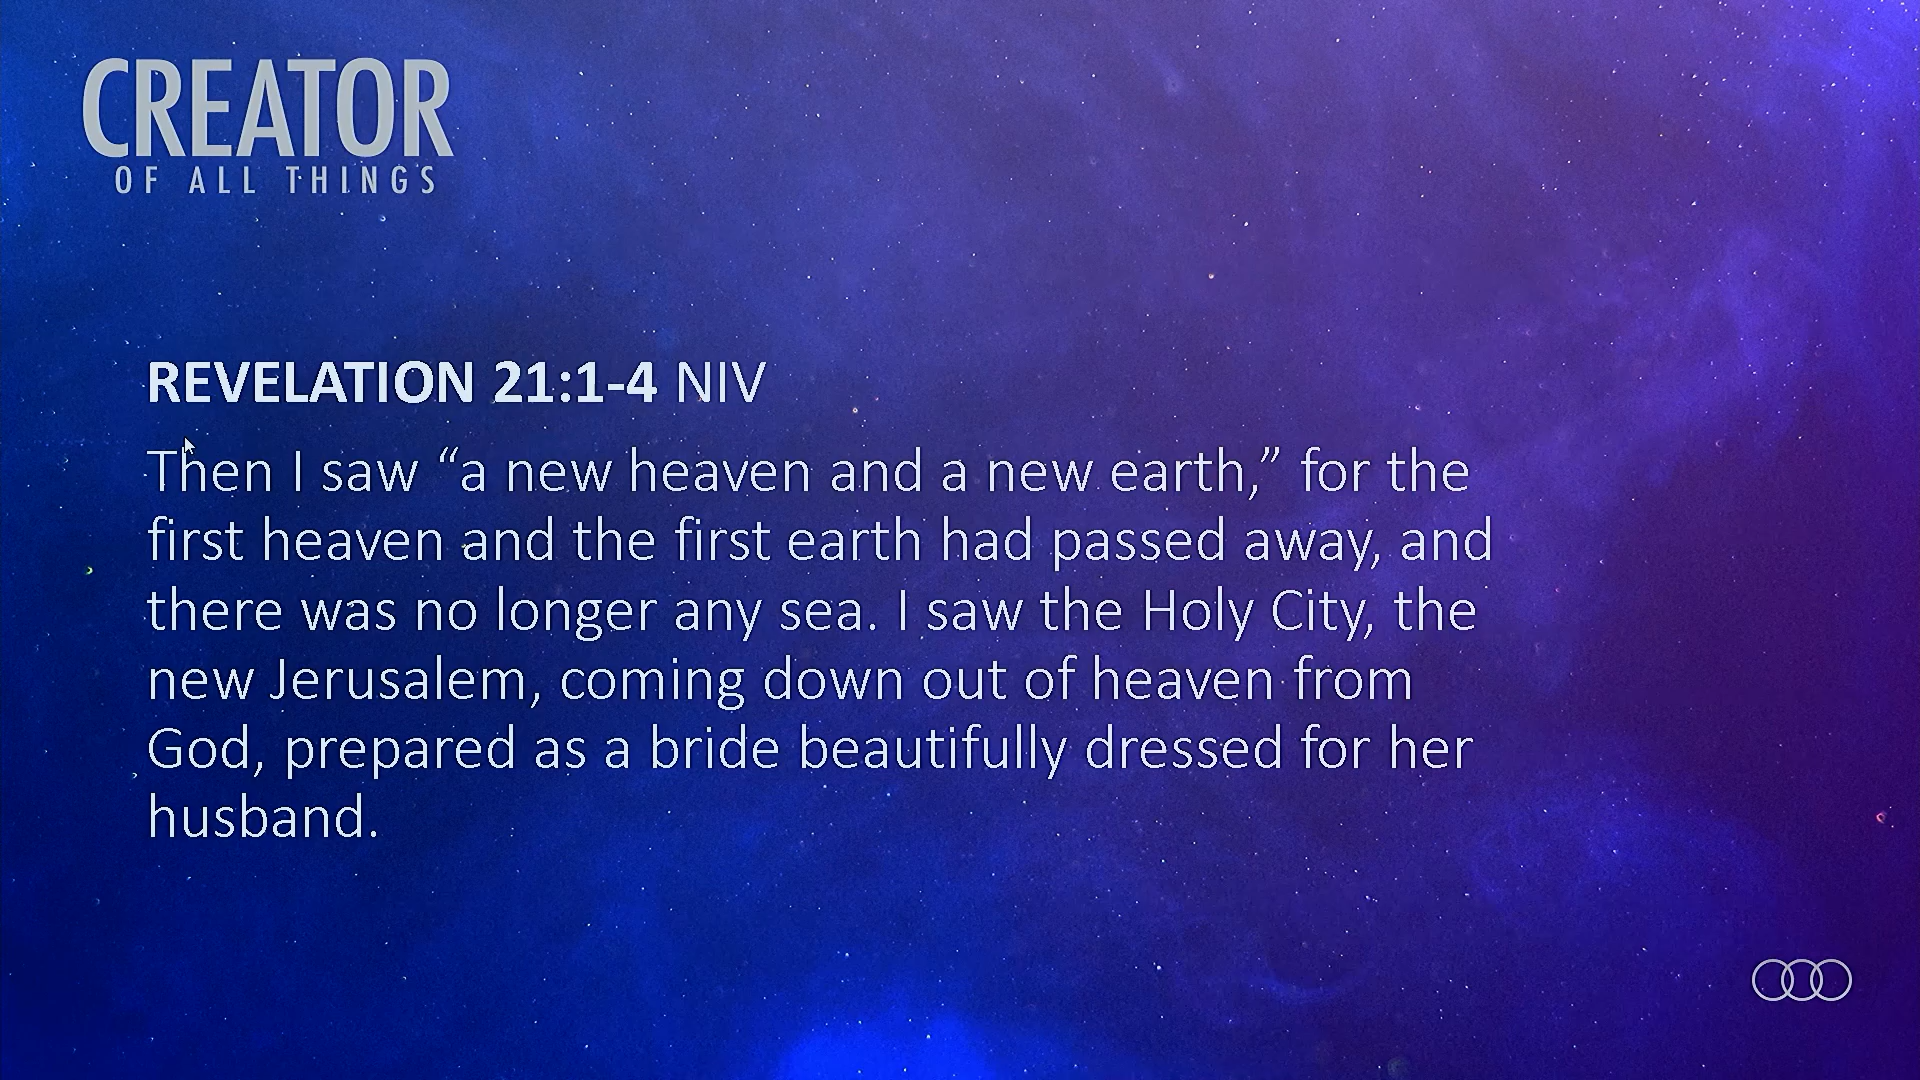 CREATOR
OF ALL THINGS
REVELATION 21:1-4 NIV
Then I saw “a new heaven and a new earth,” for the
first heaven and the first earth had passed away, and
there was no longer any sea. I saw the Holy City, the
new Jerusalem, coming down out of heaven from
God, prepared as a bride beautifully dressed for her
husband.